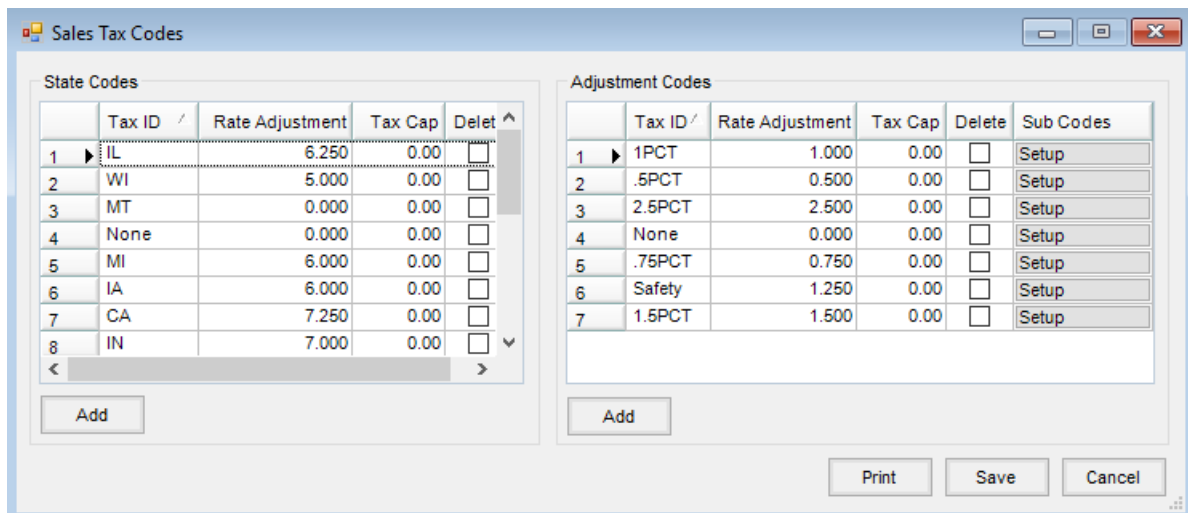 Sales Tax Codes
State Codes
Tax ID Rate Adjustment Tax Cap Delet
1 IL 6.250 0.00
2 WI 5.000 0.00
3 MT 0.000 0.00
4 None 0.000 0.00
5 MI 6.000 0.00
6 IA 6.000 0.00
7 CA 7.250 0.00
8 IN 7.000 0.00
Add
Adjustment Codes
Tax ID Rate Adjustment Tax Cap Delete Sub Codes
1 1PCT 1.000 0.00 Setup
2 .5PCT 0.500 0.00 Setup
3 2.5PCT 2.500 0.00 Setup
4 None 0.000 0.00 Setup
5 .75PCT 0.750 0.00 Setup
6 Safety 1.250 0.00 Setup
7 1.5PCT 1.500 0.00 Setup
Add
Print Save Cancel